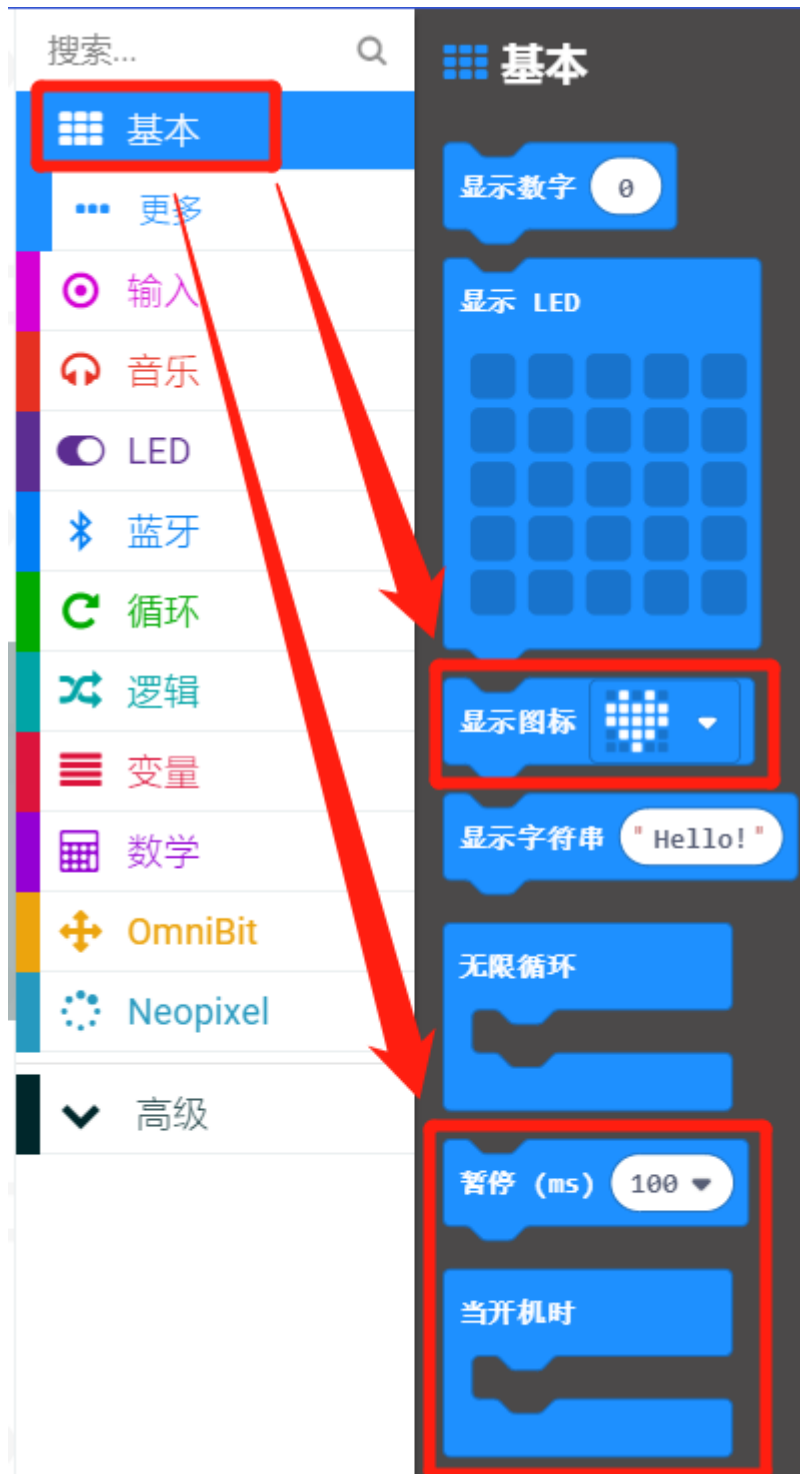 搜索...
基本
更多
输入
音乐
LED
蓝牙
循环
逻辑
变量
数学
OmniBit
Neopixel
高级
基本
显示数字 0
显示 LED
显示图标
显示字符串 "Hello!"
无限循环
暂停 (ms) 100
当开机时